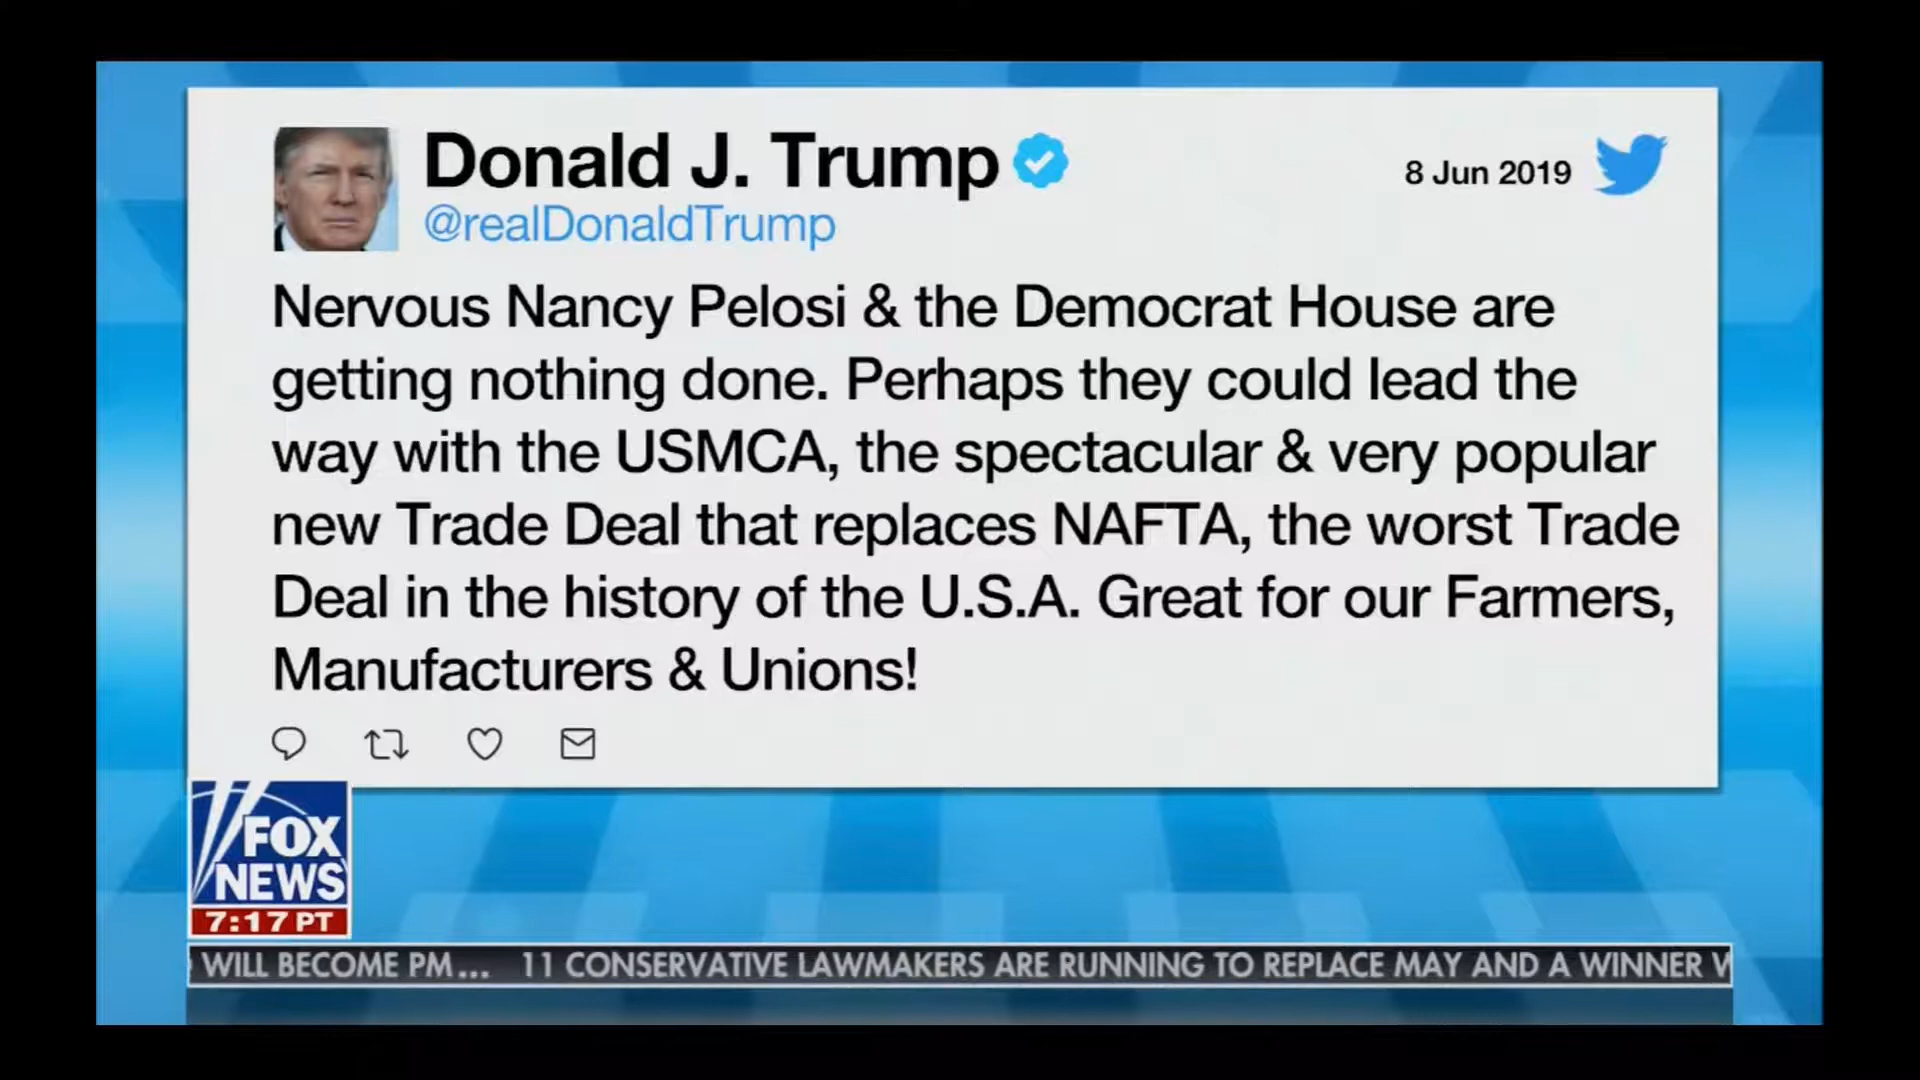 Donald J. Trump
8 Jun 2019
@realDonaldTrump
Nervous Nancy Pelosi & the Democrat House are
getting nothing done. Perhaps they could lead the
way with the USMCA, the spectacular & very popular
new Trade Deal that replaces NAFTA, the worst Trade
Deal in the history of the U.S.A. Great for our Farmers,
Manufacturers & Unions!
FOX
NEWS
7:17 PT
WILL BECOME PM... 11 CONSERVATIVE LAWMAKERS ARE RUNNING TO REPLACE MAY AND A WINNER